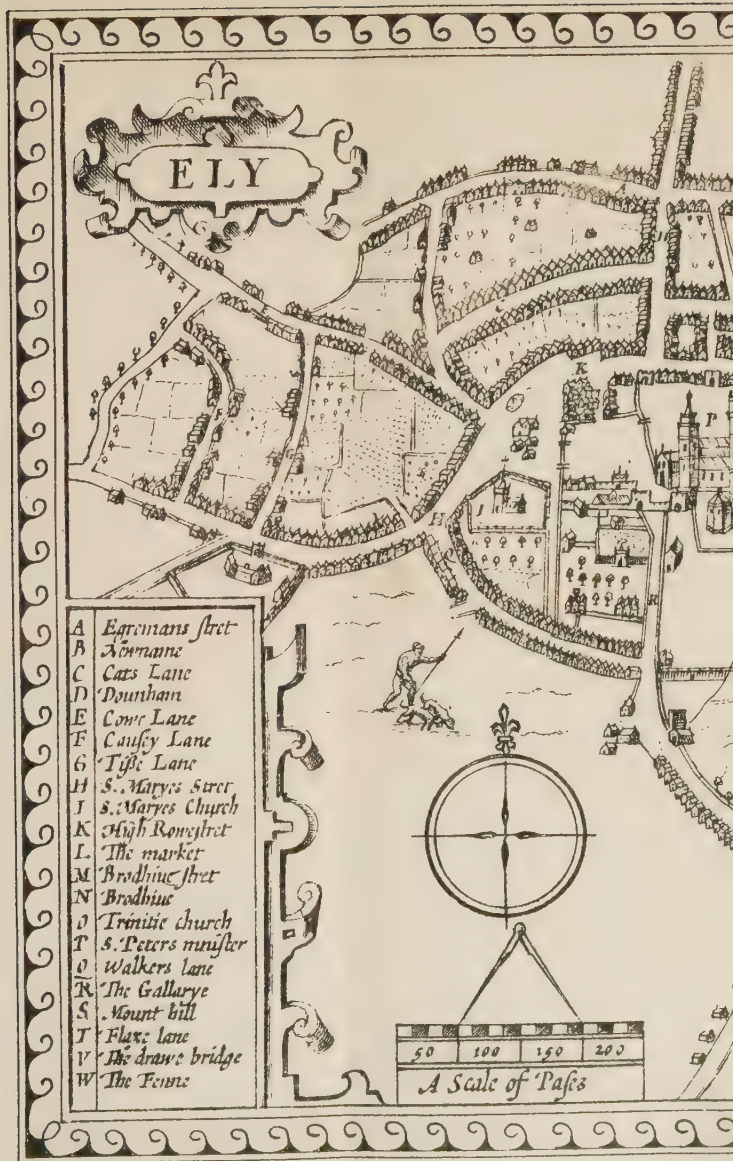 ELY
A Egremans stret
B Newnune
C Cats Lane
D Dounham
E Cowe Lane
F Causey Lane
G Tiße Lane
H S. Maryes Stret
I S. Maryes Church
K High Rowestret
L The market
M Brodhiue stret
N Brodhiue
O Trinitie church
P S. Peters minster
Q Walkers lane
R The Gallarye
S Mount hill
T Flaxe lane
V The drawe bridge
W The Fenne
50 100 150 200
A Scale of Pases
K
P
H
I
R
G